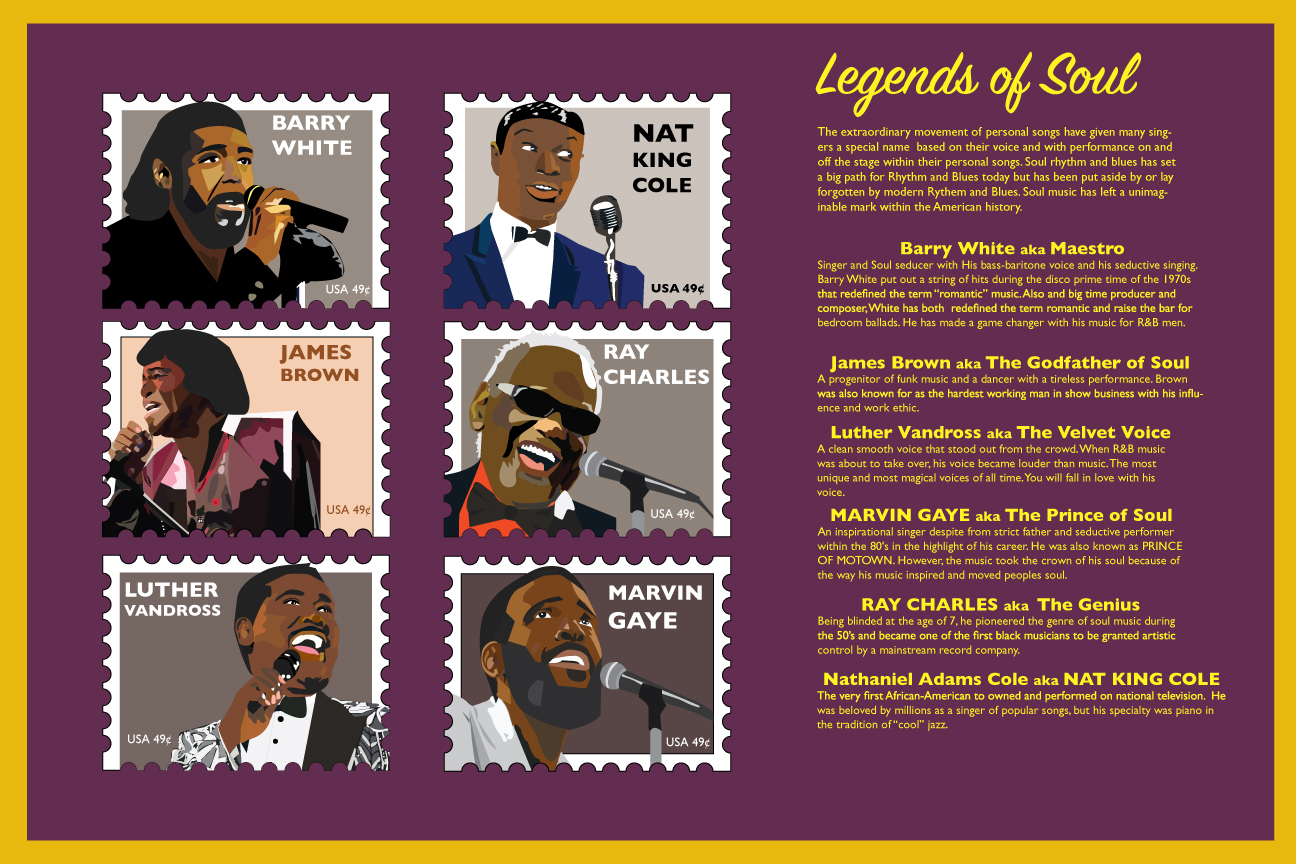 BARRY
WHITE
USA 49¢
NAT
KING
COLE
USA 49¢
JAMES
BROWN
USA 49¢
RAY
CHARLES
USA 49¢
LUTHER
VANDROSS
USA 49¢
MARVIN
GAYE
USA 49¢
Legends of Soul
The extraordinary movement of personal songs have given many sing-
ers a special name  based on their voice and with performance on and
off the stage within their personal songs. Soul rhythm and blues has set
a big path for Rhythm and Blues today but has been put aside by or lay
forgotten by modern Rythem and Blues. Soul music has left a unimag-
inable mark within the American history.
Barry White aka Maestro
Singer and Soul seducer with His bass-baritone voice and his seductive singing.
Barry White put out a string of hits during the disco prime time of the 1970s
that redefined the term "romantic" music. Also and big time producer and
composer, White has both  redefined the term romantic and raise the bar for
bedroom ballads. He has made a game changer with his music for R&B men.
James Brown aka The Godfather of Soul
A progenitor of funk music and a dancer with a tireless performance. Brown
was also known for as the hardest working man in show business with his influ-
ence and work ethic.
Luther Vandross aka The Velvet Voice
A clean smooth voice that stood out from the crowd. When R&B music
was about to take over, his voice became louder than music. The most
unique and most magical voices of all time. You will fall in love with his
voice.
MARVIN GAYE aka The Prince of Soul
An inspirational singer despite from strict father and seductive performer
within the 80's in the highlight of his career. He was also known as PRINCE
OF MOTOWN. However, the music took the crown of his soul because of
the way his music inspired and moved peoples soul.
RAY CHARLES aka  The Genius
Being blinded at the age of 7, he pioneered the genre of soul music during
the 50's and became one of the first black musicians to be granted artistic
control by a mainstream record company.
Nathaniel Adams Cole aka NAT KING COLE
The very first African-American to owned and performed on national television.  He
was beloved by millions as a singer of popular songs, but his specialty was piano in
the tradition of "cool" jazz.